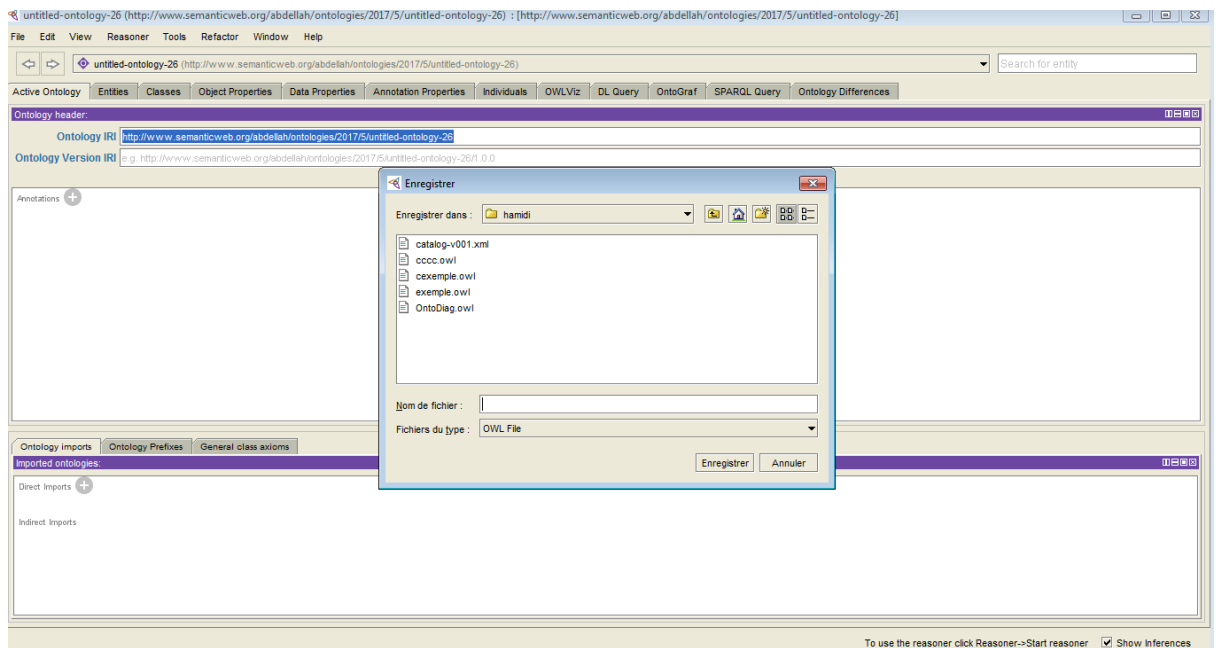 untitled-ontology-26 (http://www.semanticweb.org/abdellah/ontologies/2017/5/untitled-ontology-26) : [http://www.semanticweb.org/abdellah/ontologies/2017/5/untitled-ontology-26]
File Edit View Reasoner Tools Refactor Window Help
untitled-ontology-26 (http://www.semanticweb.org/abdellah/ontologies/2017/5/untitled-ontology-26) Search for entity
Active Ontology Entities Classes Object Properties Data Properties Annotation Properties Individuals OWLViz DL Query OntoGraf SPARQL Query Ontology Differences
Ontology header:
Ontology IRI http://www.semanticweb.org/abdellah/ontologies/2017/5/untitled-ontology-26
Ontology Version IRI e.g. http://www.semanticweb.org/abdellah/ontologies/2017/5/untitled-ontology-26/1.0.0
Annotations
Enregistrer
Enregistrer dans : hamidi
catalog-v001.xml
cccc.owl
cexemple.owl
exemple.owl
OntoDiag.owl
Nom de fichier :
Fichiers du type : OWL File
Enregistrer Annuler
Ontology imports Ontology Prefixes General class axioms
Imported ontologies:
Direct Imports
Indirect Imports
To use the reasoner click Reasoner->Start reasoner Show Inferences